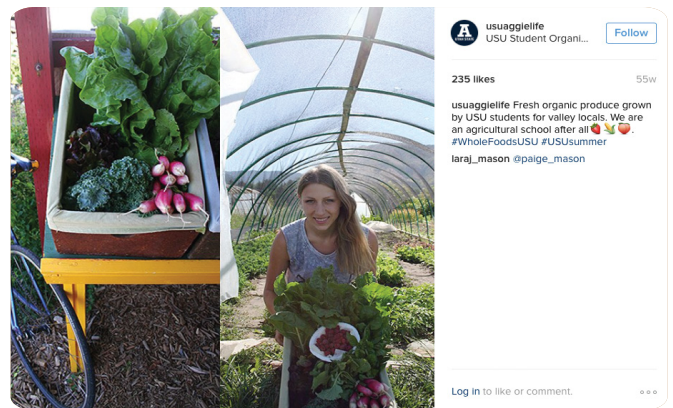 usuaggielife
USU Student Organi...
Follow
235 likes
55w
usuaggielife Fresh organic produce grown
by USU students for valley locals. We are
an agricultural school after all🍓🌽🍑.
#WholeFoodsUSU #USUsummer
laraj_mason @paige_mason
Log in to like or comment.